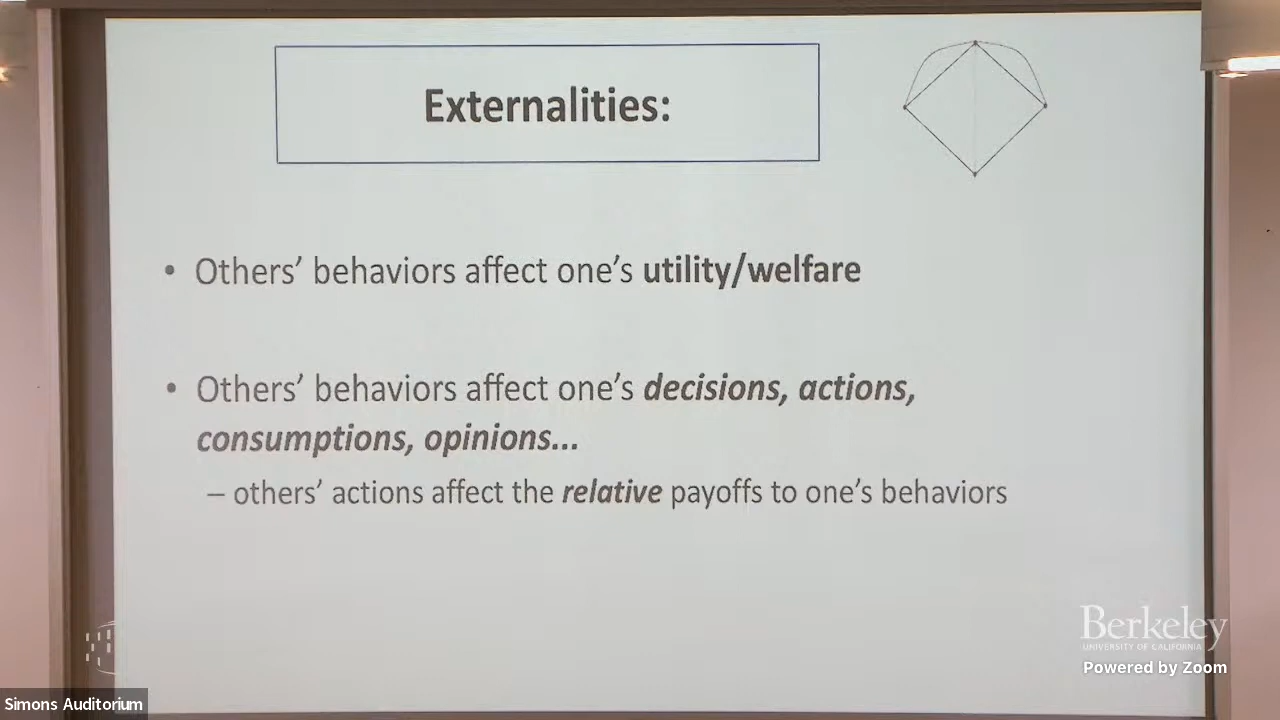 Externalities:
• Others’ behaviors affect one’s utility/welfare
• Others’ behaviors affect one’s decisions, actions,
consumptions, opinions...
– others’ actions affect the relative payoffs to one’s behaviors
Berkeley
UNIVERSITY OF CALIFORNIA
Powered by Zoom
Simons Auditorium